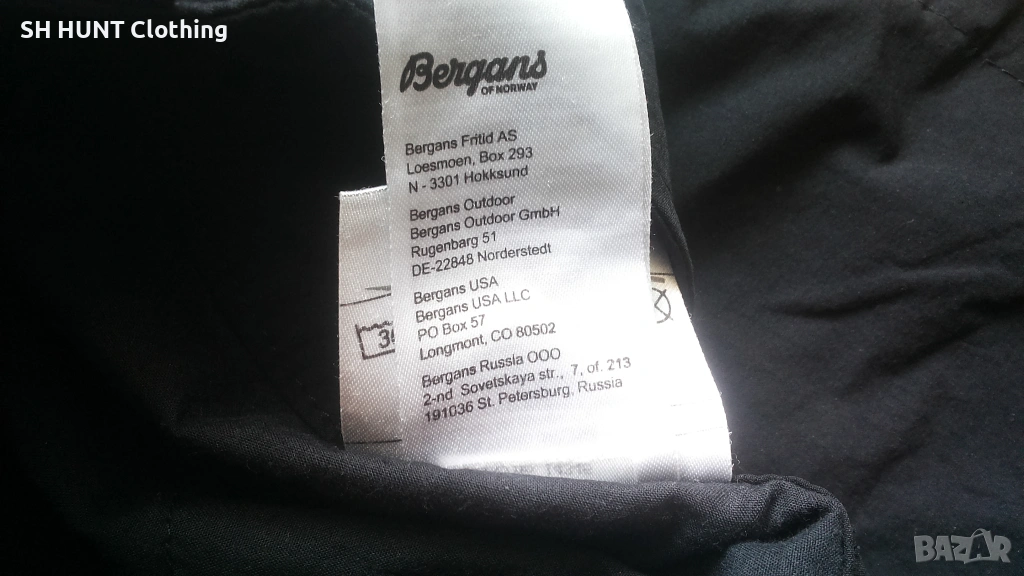 SH HUNT Clothing
Bergans
OF NORWAY
Bergans Fritid AS
Loesmoen, Box 293
N - 3301 Hokksund
Bergans Outdoor
Bergans Outdoor GmbH
Rugenbarg 51
DE-22848 Norderstedt
Bergans USA
Bergans USA LLC
PO Box 57
Longmont, CO 80502
Bergans Russia OOO
2-nd Sovetskaya str., 7, of. 213
191036 St. Petersburg, Russia
30
BAZAR